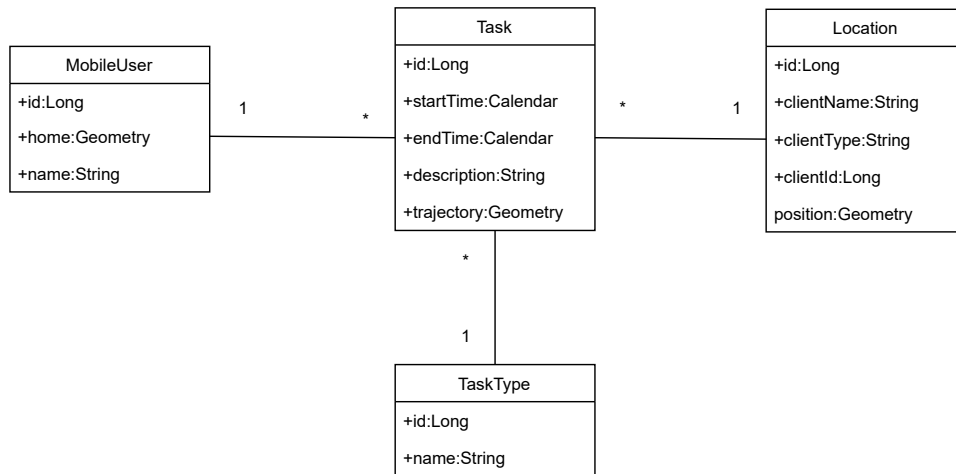 MobileUser
+id:Long
+home:Geometry
+name:String
1
*
Task
+id:Long
+startTime:Calendar
+endTime:Calendar
+description:String
+trajectory:Geometry
*
1
Location
+id:Long
+clientName:String
+clientType:String
+clientId:Long
position:Geometry
*
1
TaskType
+id:Long
+name:String